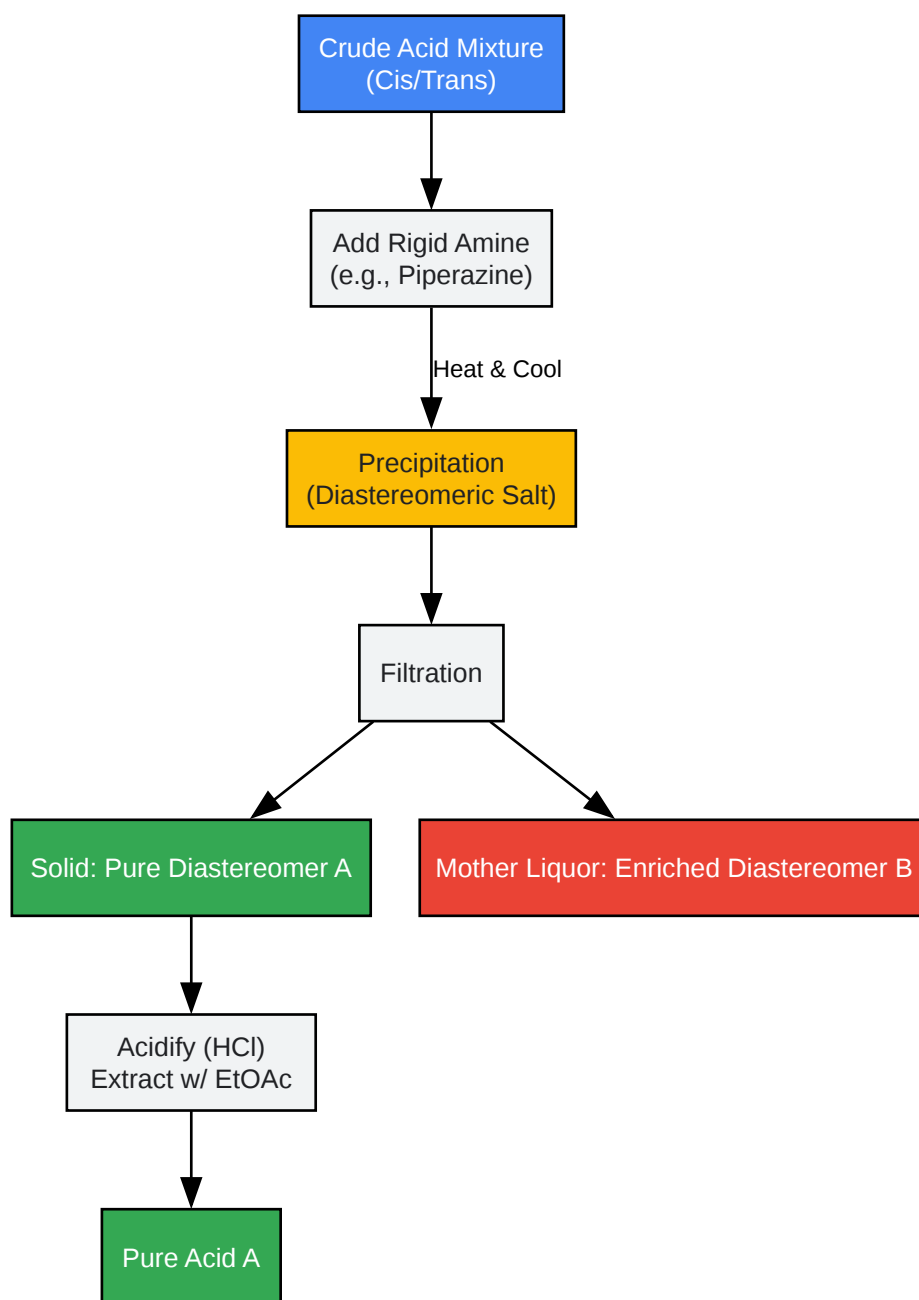 Crude Acid Mixture
(Cis/Trans)
Add Rigid Amine
(e.g., Piperazine)
Heat & Cool
Precipitation
(Diastereomeric Salt)
Filtration
Solid: Pure Diastereomer A
Mother Liquor: Enriched Diastereomer B
Acidify (HCl)
Extract w/ EtOAc
Pure Acid A